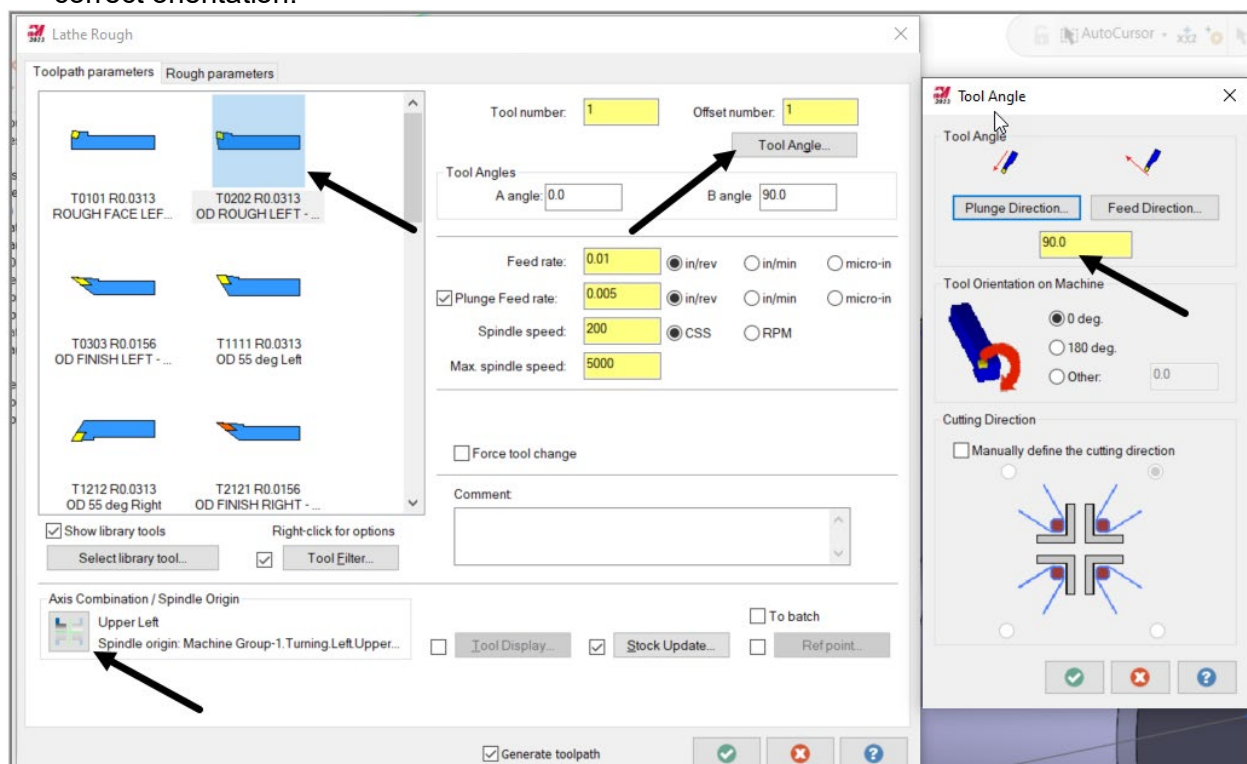 correct orientation.
Lathe Rough
Toolpath parameters Rough parameters
T0101 R0.0313
ROUGH FACE LEF...
T0202 R0.0313
OD ROUGH LEFT - ...
T0303 R0.0156
OD FINISH LEFT - ...
T1111 R0.0313
OD 55 deg Left
T1212 R0.0313
OD 55 deg Right
T2121 R0.0156
OD FINISH RIGHT - ...
Show library tools Right-click for options
Select library tool... Tool Filter...
Axis Combination / Spindle Origin
Upper Left
Spindle origin: Machine Group-1.Turning.Left.Upper...
Tool number: 1 Offset number: 1
Tool Angle...
Tool Angles
A angle: 0.0 B angle 90.0
Feed rate: 0.01 in/rev in/min micro-in
Plunge Feed rate: 0.005 in/rev in/min micro-in
Spindle speed: 200 CSS RPM
Max. spindle speed: 5000
Force tool change
Comment:
To batch
Tool Display... Stock Update... Ref point...
Generate toolpath
AutoCursor
XYZ
Tool Angle
Tool Angle
Plunge Direction... Feed Direction...
90.0
Tool Orientation on Machine
0 deg.
180 deg.
Other: 0.0
Cutting Direction
Manually define the cutting direction